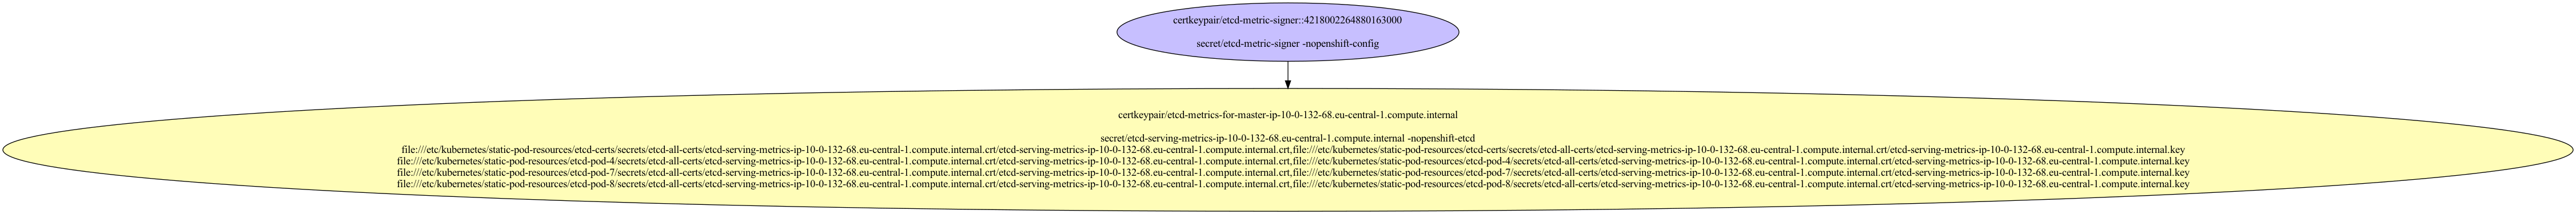 certkeypair/etcd-metric-signer::4218002264880163000
secret/etcd-metric-signer -nopenshift-config
certkeypair/etcd-metrics-for-master-ip-10-0-132-68.eu-central-1.compute.internal
secret/etcd-serving-metrics-ip-10-0-132-68.eu-central-1.compute.internal -nopenshift-etcd
file:///etc/kubernetes/static-pod-resources/etcd-certs/secrets/etcd-all-certs/etcd-serving-metrics-ip-10-0-132-68.eu-central-1.compute.internal.crt/etcd-serving-metrics-ip-10-0-132-68.eu-central-1.compute.internal.crt,file:///etc/kubernetes/static-pod-resources/etcd-certs/secrets/etcd-all-certs/etcd-serving-metrics-ip-10-0-132-68.eu-central-1.compute.internal.crt/etcd-serving-metrics-ip-10-0-132-68.eu-central-1.compute.internal.key
file:///etc/kubernetes/static-pod-resources/etcd-pod-4/secrets/etcd-all-certs/etcd-serving-metrics-ip-10-0-132-68.eu-central-1.compute.internal.crt/etcd-serving-metrics-ip-10-0-132-68.eu-central-1.compute.internal.crt,file:///etc/kubernetes/static-pod-resources/etcd-pod-4/secrets/etcd-all-certs/etcd-serving-metrics-ip-10-0-132-68.eu-central-1.compute.internal.crt/etcd-serving-metrics-ip-10-0-132-68.eu-central-1.compute.internal.key
file:///etc/kubernetes/static-pod-resources/etcd-pod-7/secrets/etcd-all-certs/etcd-serving-metrics-ip-10-0-132-68.eu-central-1.compute.internal.crt/etcd-serving-metrics-ip-10-0-132-68.eu-central-1.compute.internal.crt,file:///etc/kubernetes/static-pod-resources/etcd-pod-7/secrets/etcd-all-certs/etcd-serving-metrics-ip-10-0-132-68.eu-central-1.compute.internal.crt/etcd-serving-metrics-ip-10-0-132-68.eu-central-1.compute.internal.key
file:///etc/kubernetes/static-pod-resources/etcd-pod-8/secrets/etcd-all-certs/etcd-serving-metrics-ip-10-0-132-68.eu-central-1.compute.internal.crt/etcd-serving-metrics-ip-10-0-132-68.eu-central-1.compute.internal.crt,file:///etc/kubernetes/static-pod-resources/etcd-pod-8/secrets/etcd-all-certs/etcd-serving-metrics-ip-10-0-132-68.eu-central-1.compute.internal.crt/etcd-serving-metrics-ip-10-0-132-68.eu-central-1.compute.internal.key